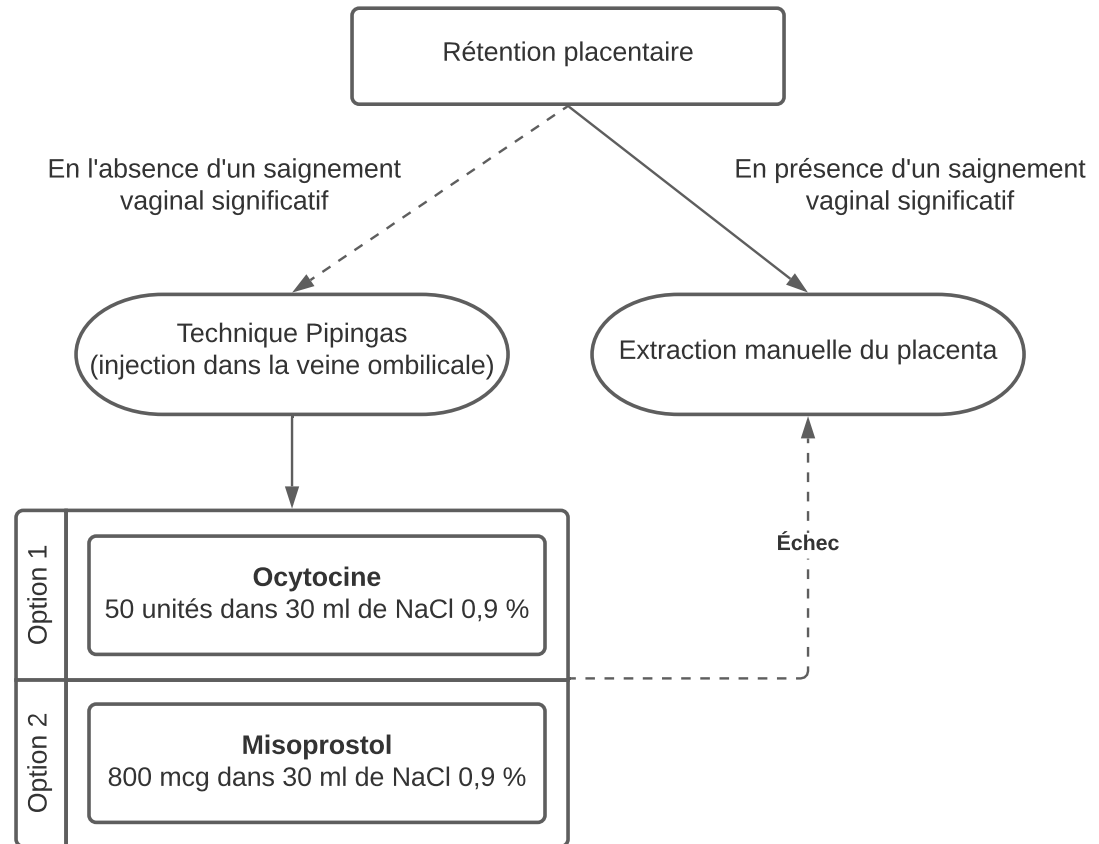 Rétention placentaire
En l'absence d'un saignement
vaginal significatif
En présence d'un saignement
vaginal significatif
Technique Pipingas
(injection dans la veine ombilicale)
Extraction manuelle du placenta
Échec
Option 1
Ocytocine
50 unités dans 30 ml de NaCl 0,9 %
Option 2
Misoprostol
800 mcg dans 30 ml de NaCl 0,9 %